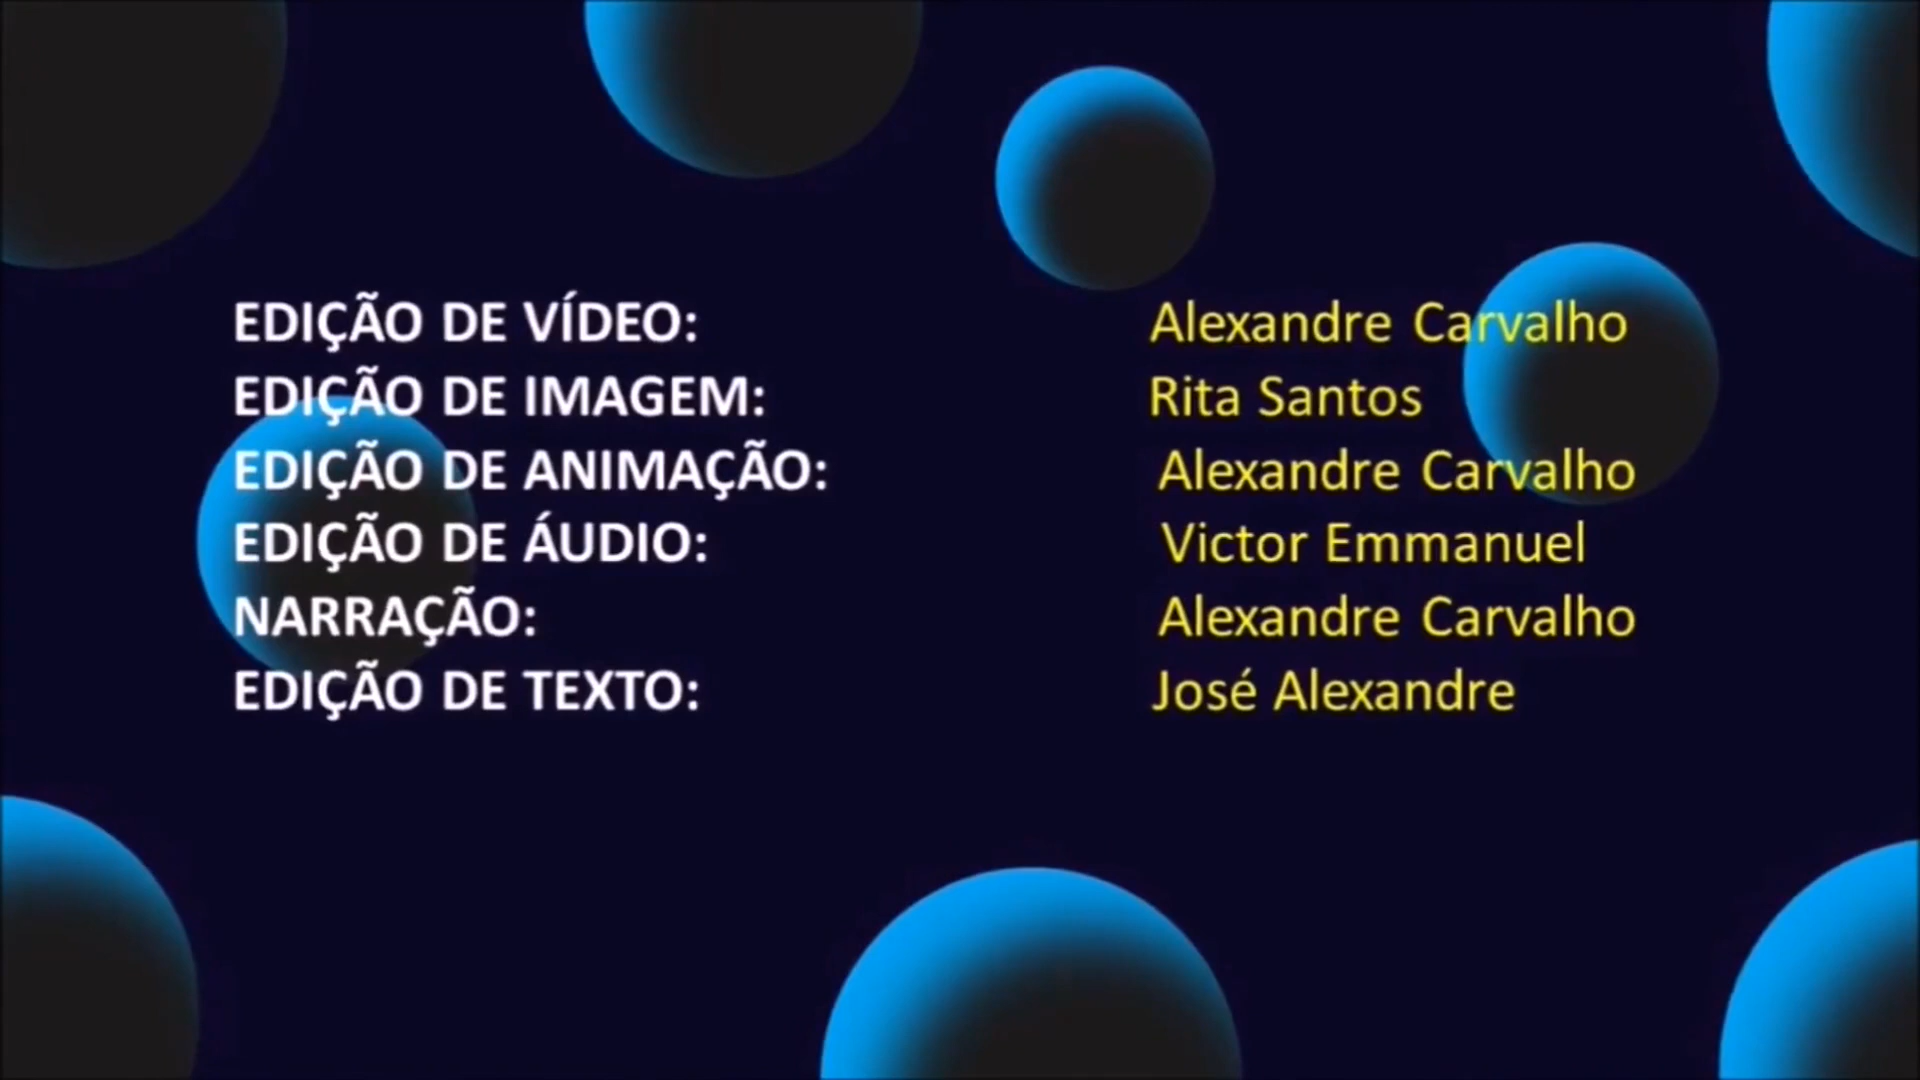 EDIÇÃO DE VÍDEO: Alexandre Carvalho
EDIÇÃO DE IMAGEM: Rita Santos
EDIÇÃO DE ANIMAÇÃO: Alexandre Carvalho
EDIÇÃO DE ÁUDIO: Victor Emmanuel
NARRAÇÃO: Alexandre Carvalho
EDIÇÃO DE TEXTO: José Alexandre